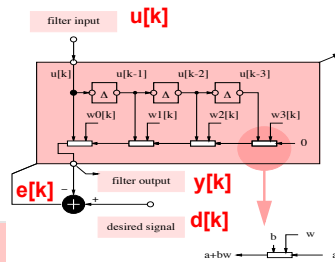 filter input u[k]
u[k] u[k-1] u[k-2] u[k-3]
Δ Δ Δ
w0[k] w1[k] w2[k] w3[k]
0
e[k] − filter output y[k]
+
desired signal d[k]
b w
a+bw a